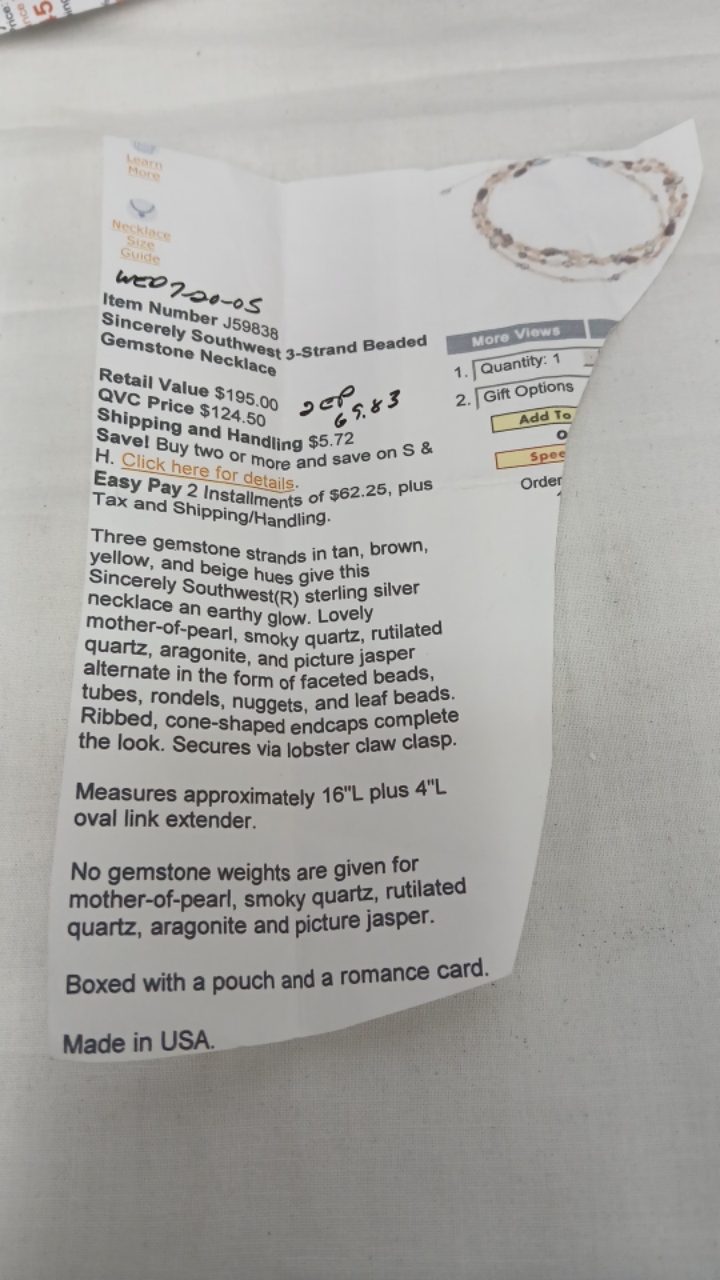 Learn
More
Necklace
Size
Guide
WED 7-20-05
Item Number J59838
Sincerely Southwest 3-Strand Beaded
Gemstone Necklace
Retail Value $195.00
QVC Price $124.50
69.83
Shipping and Handling $5.72
Save! Buy two or more and save on S &
H. Click here for details.
Easy Pay 2 Installments of $62.25, plus
Tax and Shipping/Handling.
More Views
1. Quantity: 1
2. Gift Options
Add To
Spee
Order
Three gemstone strands in tan, brown,
yellow, and beige hues give this
Sincerely Southwest(R) sterling silver
necklace an earthy glow. Lovely
mother-of-pearl, smoky quartz, rutilated
quartz, aragonite, and picture jasper
alternate in the form of faceted beads,
tubes, rondels, nuggets, and leaf beads.
Ribbed, cone-shaped endcaps complete
the look. Secures via lobster claw clasp.
Measures approximately 16"L plus 4"L
oval link extender.
No gemstone weights are given for
mother-of-pearl, smoky quartz, rutilated
quartz, aragonite and picture jasper.
Boxed with a pouch and a romance card.
Made in USA.